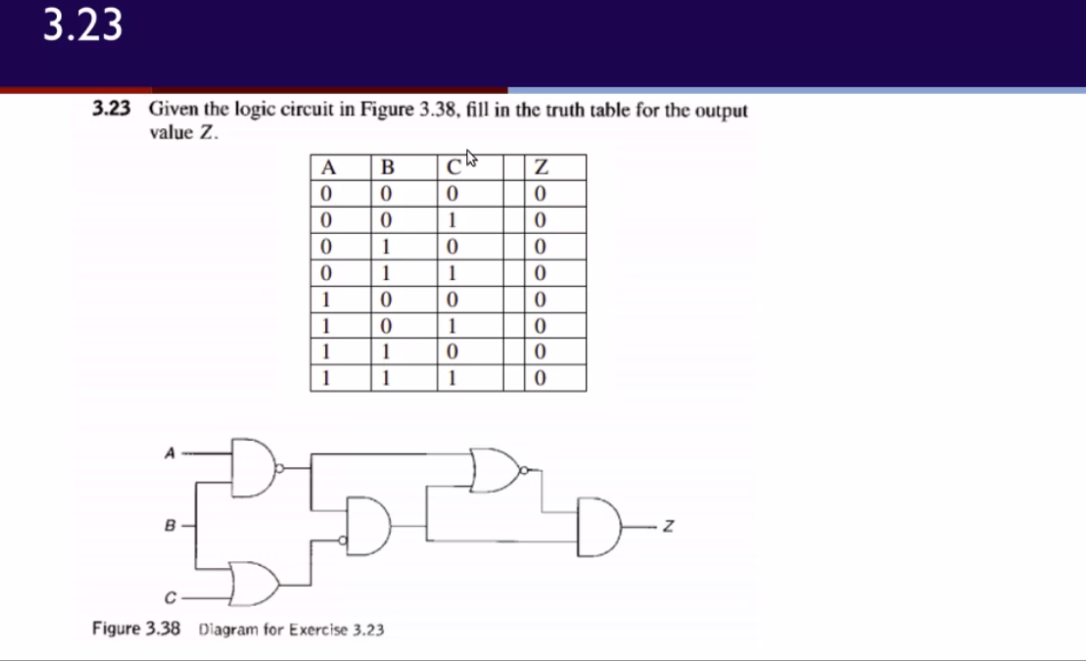 3.23
3.23 Given the logic circuit in Figure 3.38, fill in the truth table for the output
value Z.
A B C Z
0 0 0 0
0 0 1 0
0 1 0 0
0 1 1 0
1 0 0 0
1 0 1 0
1 1 0 0
1 1 1 0
A
B
Z
C
Figure 3.38 Diagram for Exercise 3.23